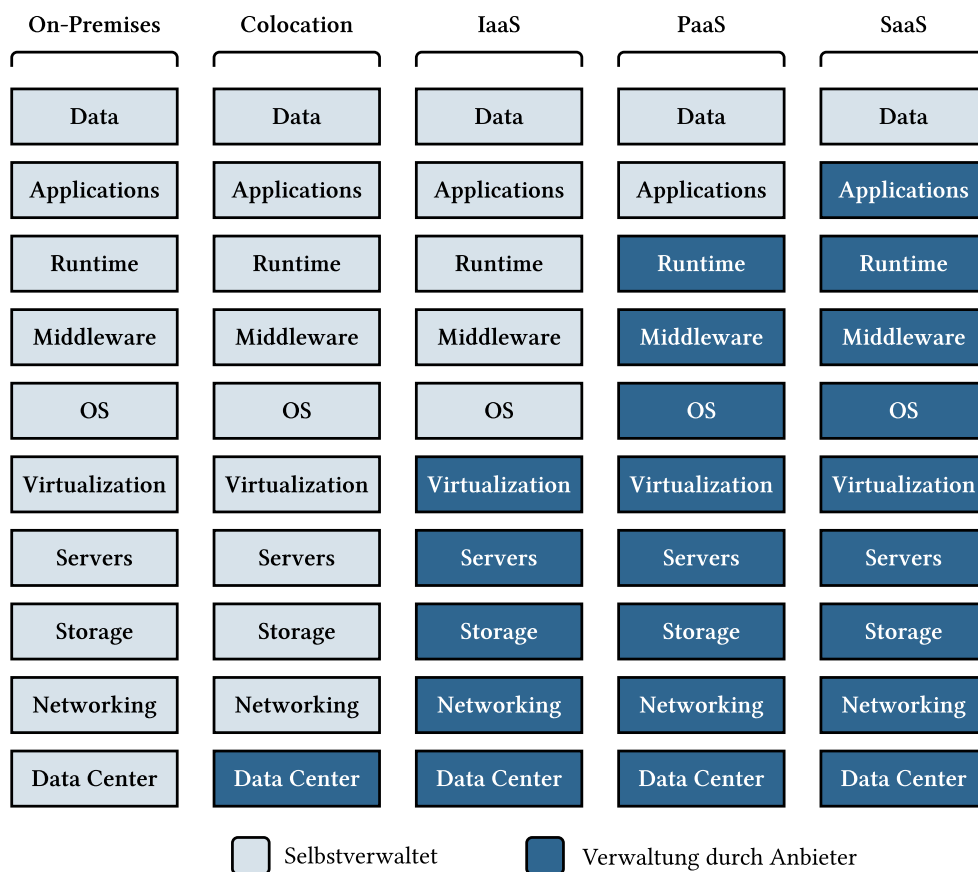 On-Premises Colocation IaaS PaaS SaaS
Data Data Data Data Data
Applications Applications Applications Applications Applications
Runtime Runtime Runtime Runtime Runtime
Middleware Middleware Middleware Middleware Middleware
OS OS OS OS OS
Virtualization Virtualization Virtualization Virtualization Virtualization
Servers Servers Servers Servers Servers
Storage Storage Storage Storage Storage
Networking Networking Networking Networking Networking
Data Center Data Center Data Center Data Center Data Center
Selbstverwaltet Verwaltung durch Anbieter